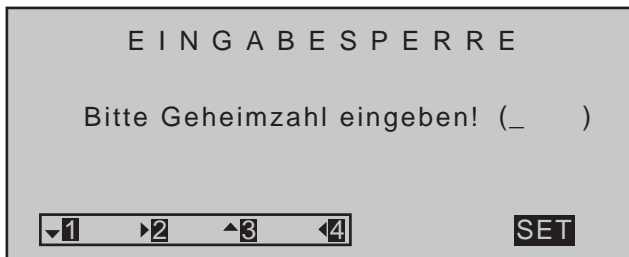 EINGABESPERRE
Bitte Geheimzahl eingeben! (_ )
▾1 ▸2 ▴3 ◂4 SET